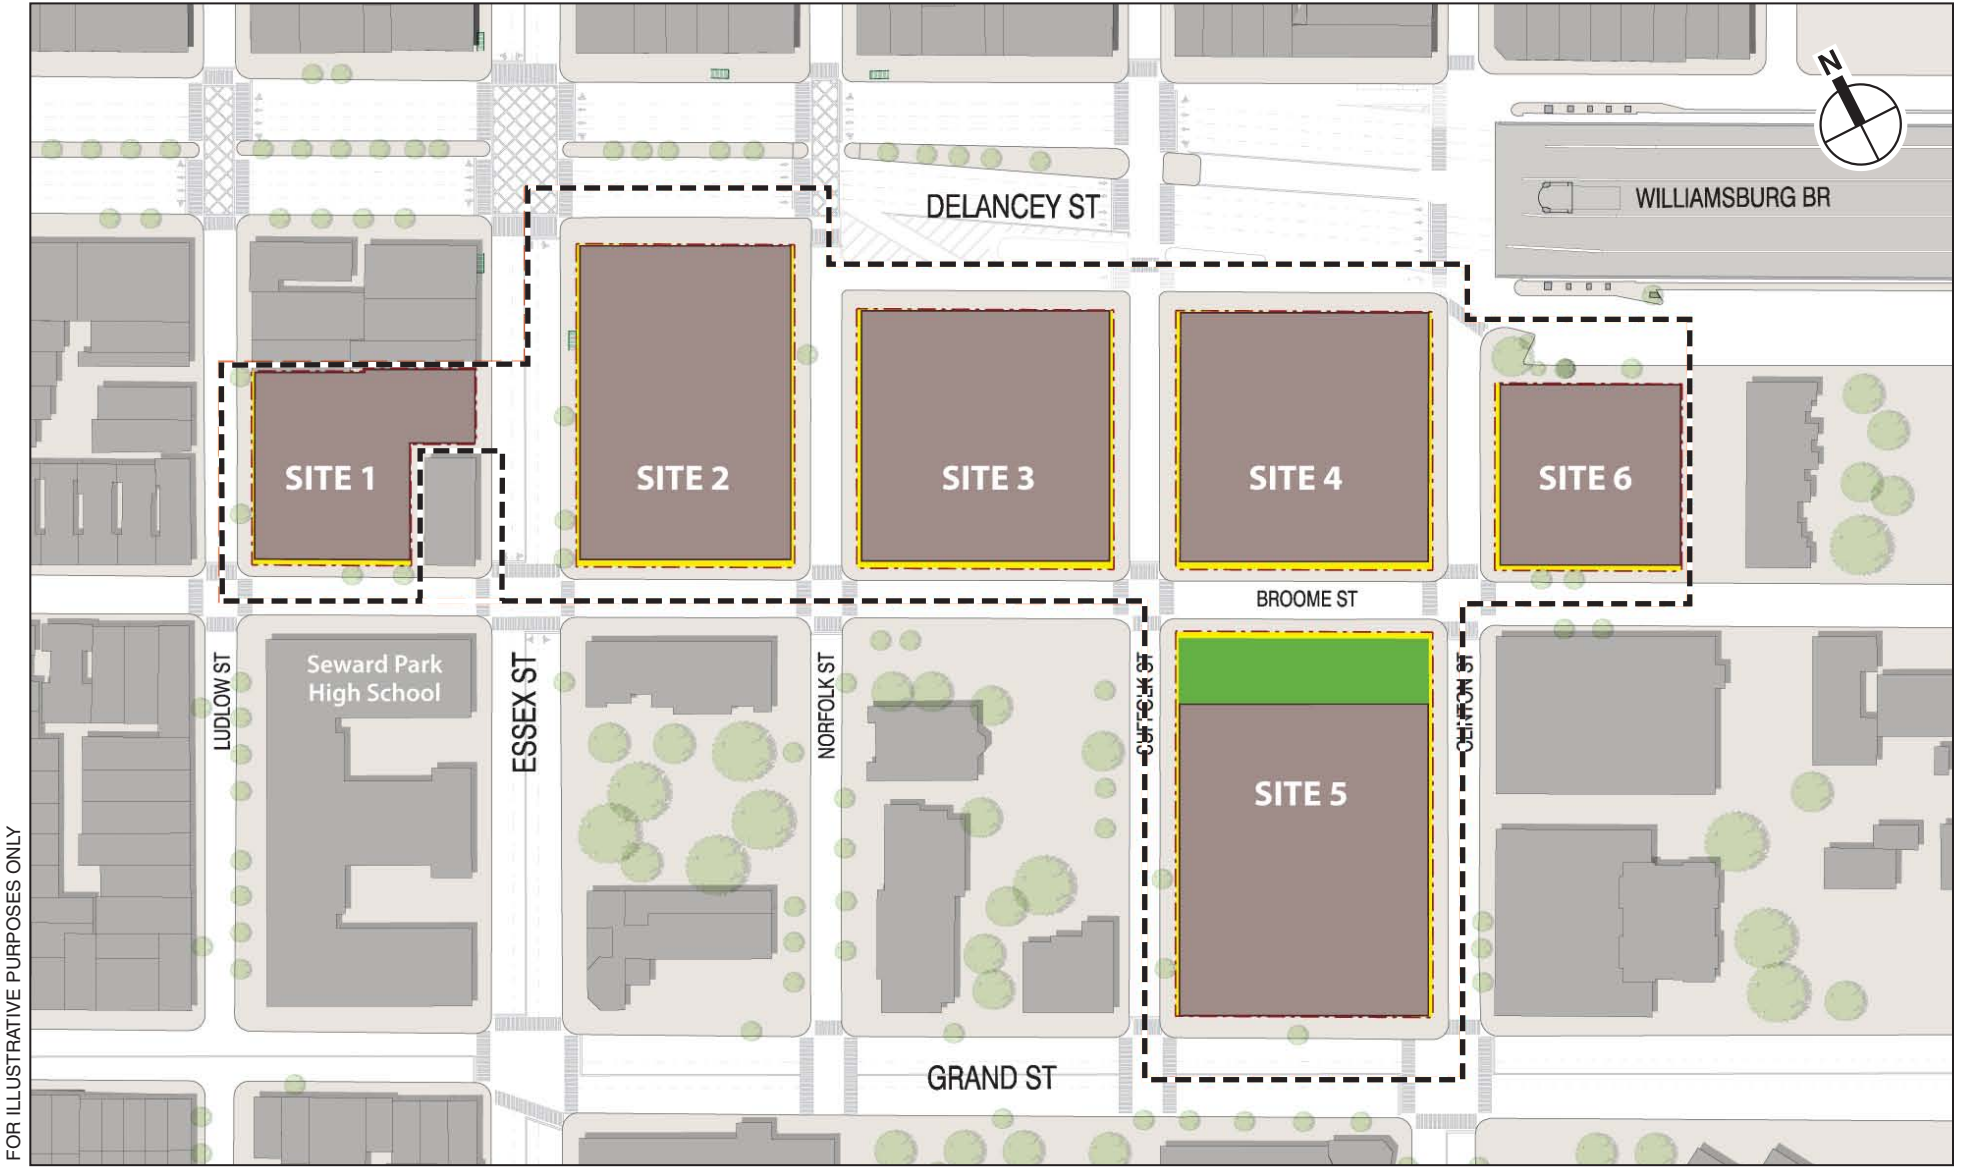 N
DELANCEY ST
WILLIAMSBURG BR
SITE 1
SITE 2
SITE 3
SITE 4
SITE 6
BROOME ST
Seward Park
High School
LUDLOW ST
ESSEX ST
NORFOLK ST
SUFFOLK ST
CLINTON ST
SITE 5
GRAND ST
FOR ILLUSTRATIVE PURPOSES ONLY